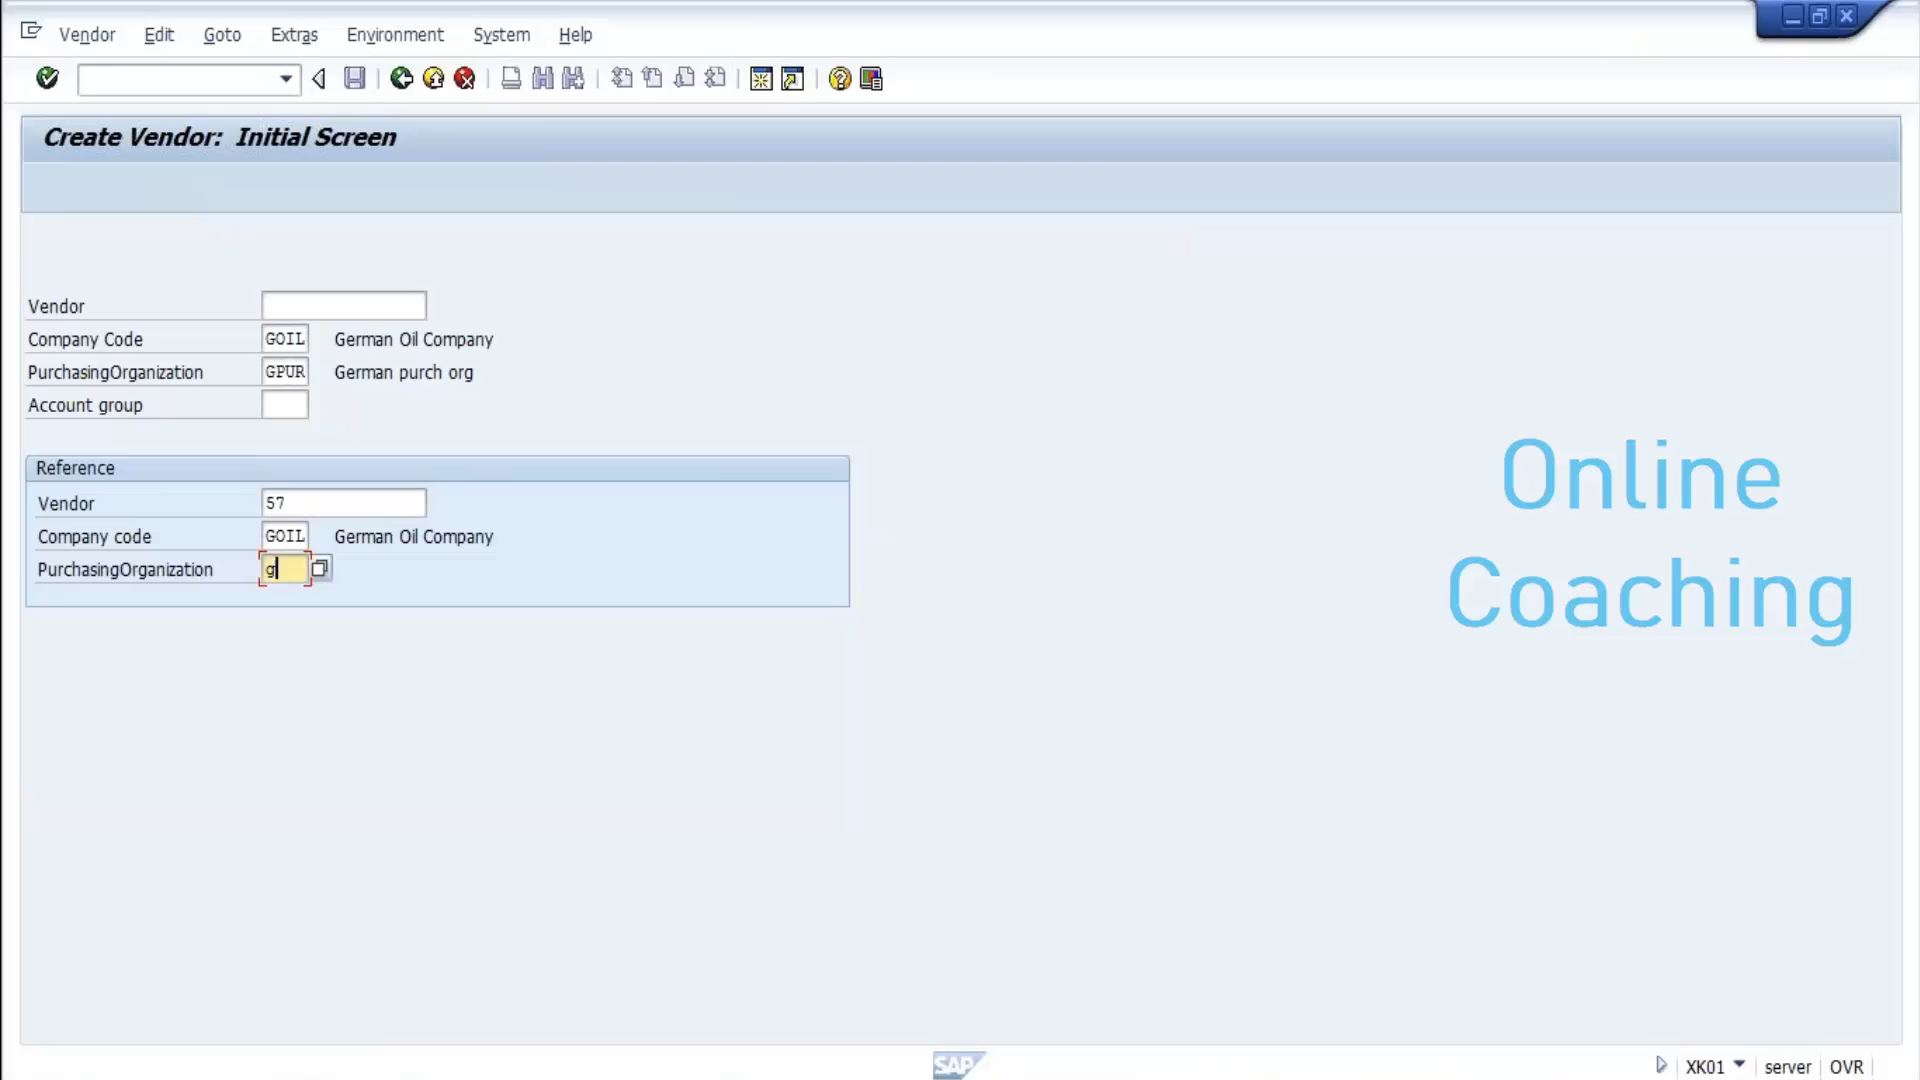 Vendor Edit Goto Extras Environment System Help
Create Vendor: Initial Screen
Vendor
Company Code GOIL German Oil Company
PurchasingOrganization GPUR German purch org
Account group
Reference
Vendor 57
Company code GOIL German Oil Company
PurchasingOrganization g
Online
Coaching
SAP XK01 server OVR